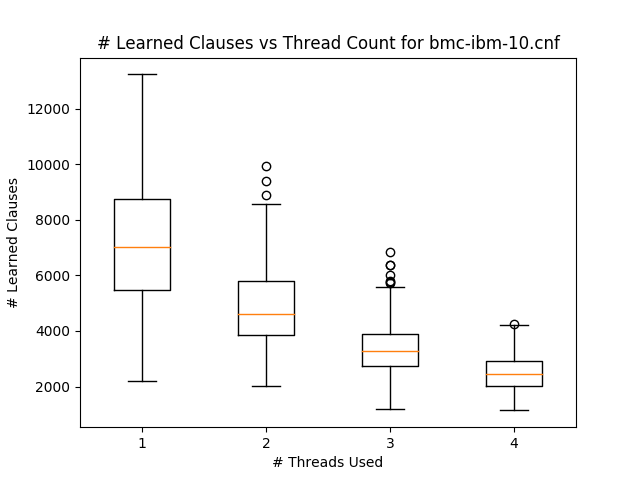 # Learned Clauses vs Thread Count for bmc-ibm-10.cnf
12000
10000
8000
6000
4000
2000
# Learned Clauses
1 2 3 4
# Threads Used